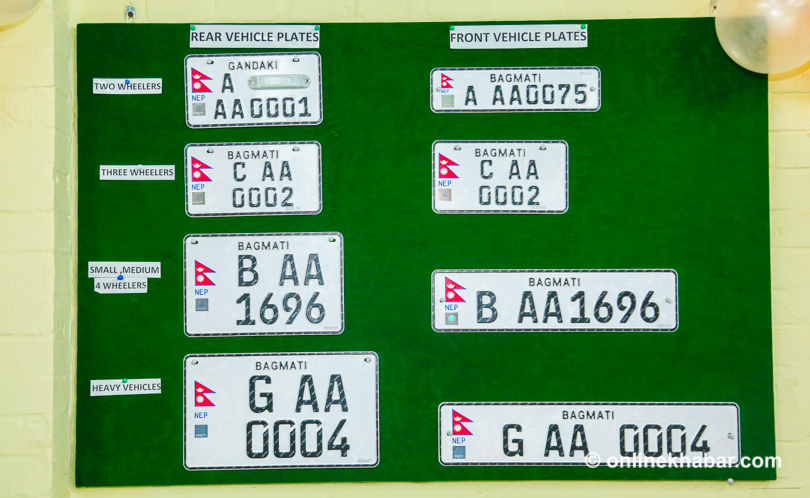 REAR VEHICLE PLATES
FRONT VEHICLE PLATES
TWO WHEELERS
GANDAKI
A
NEP
AA0001
BAGMATI
NEP
A AA0075
THREE WHEELERS
BAGMATI
C AA
NEP
0002
BAGMATI
C AA
NEP
0002
SMALL ,MEDIUM
4 WHEELERS
BAGMATI
B AA
NEP
1696
BAGMATI
NEP
B AA1696
HEAVY VEHICLES
BAGMATI
G AA
NEP
0004
BAGMATI
NEP
G AA 0004
© onlinekhabar.com